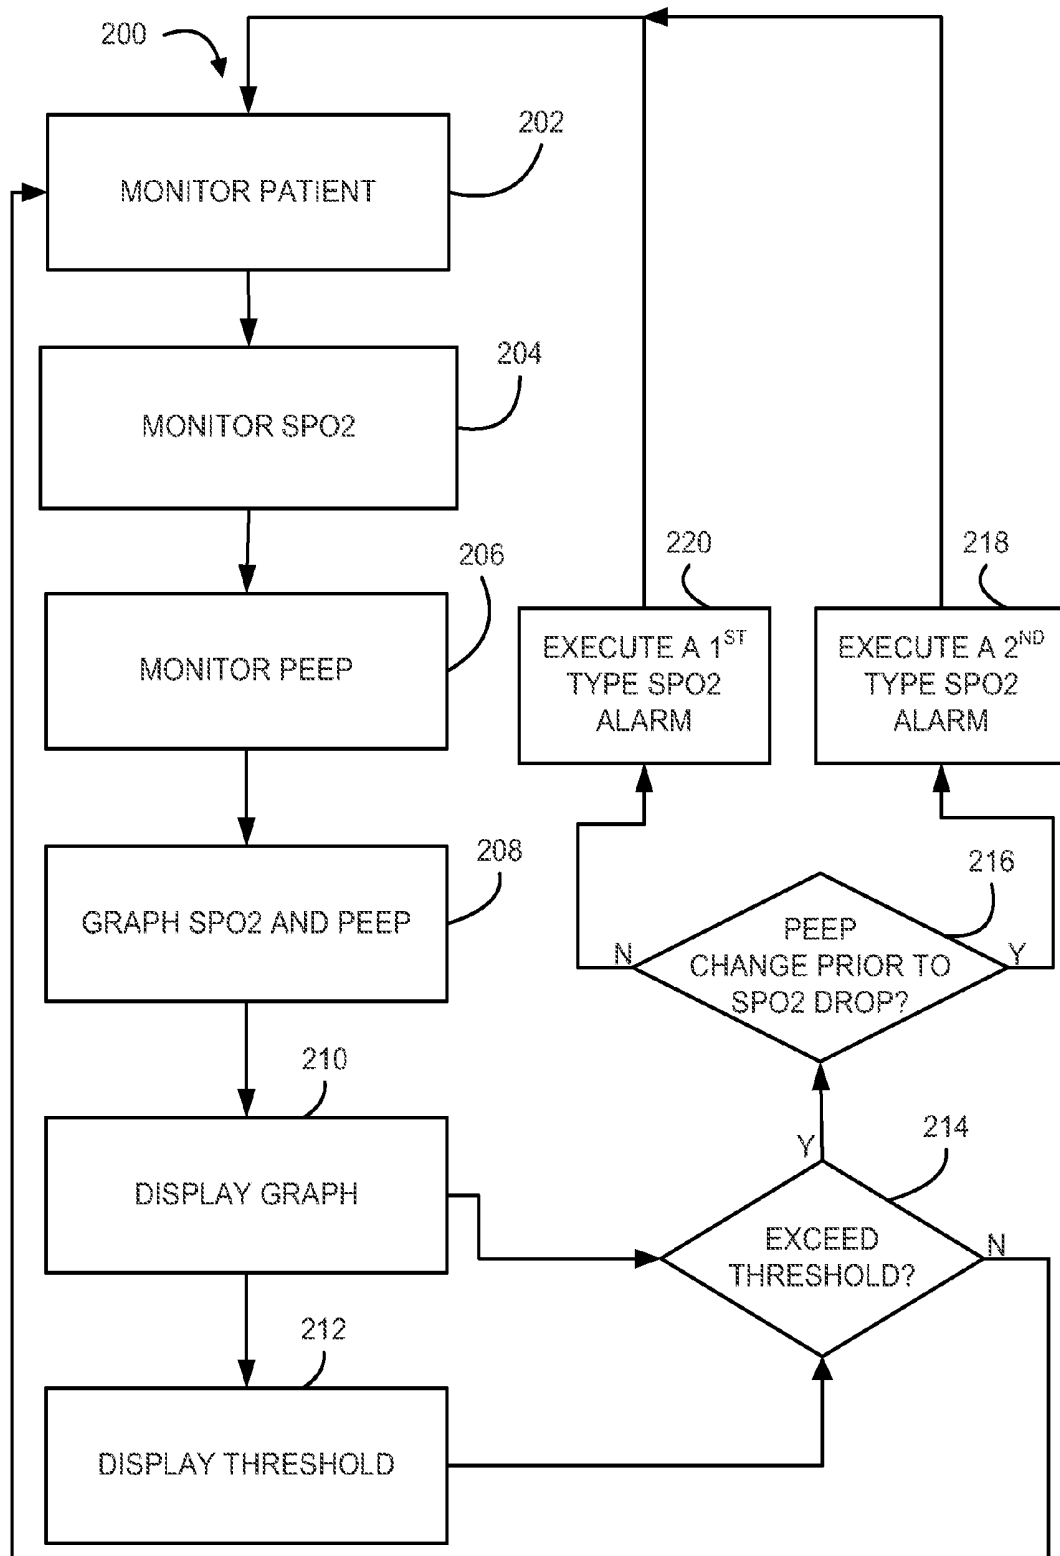 200
202
MONITOR PATIENT
204
MONITOR SPO2
206
MONITOR PEEP
220
EXECUTE A 1ST
TYPE SPO2
ALARM
218
EXECUTE A 2ND
TYPE SPO2
ALARM
208
GRAPH SPO2 AND PEEP
216
PEEP
CHANGE PRIOR TO
SPO2 DROP?
N
Y
210
DISPLAY GRAPH
214
Y
EXCEED
THRESHOLD?
N
212
DISPLAY THRESHOLD